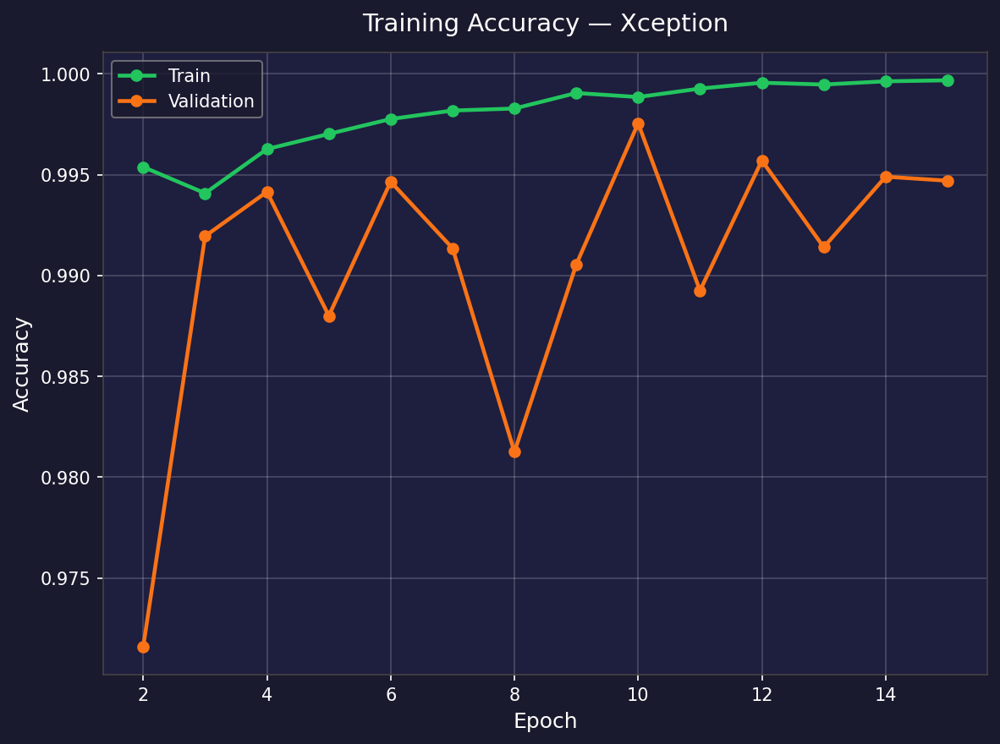 Training Accuracy — Xception
Train
Validation
Accuracy
1.000
0.995
0.990
0.985
0.980
0.975
2 4 6 8 10 12 14
Epoch